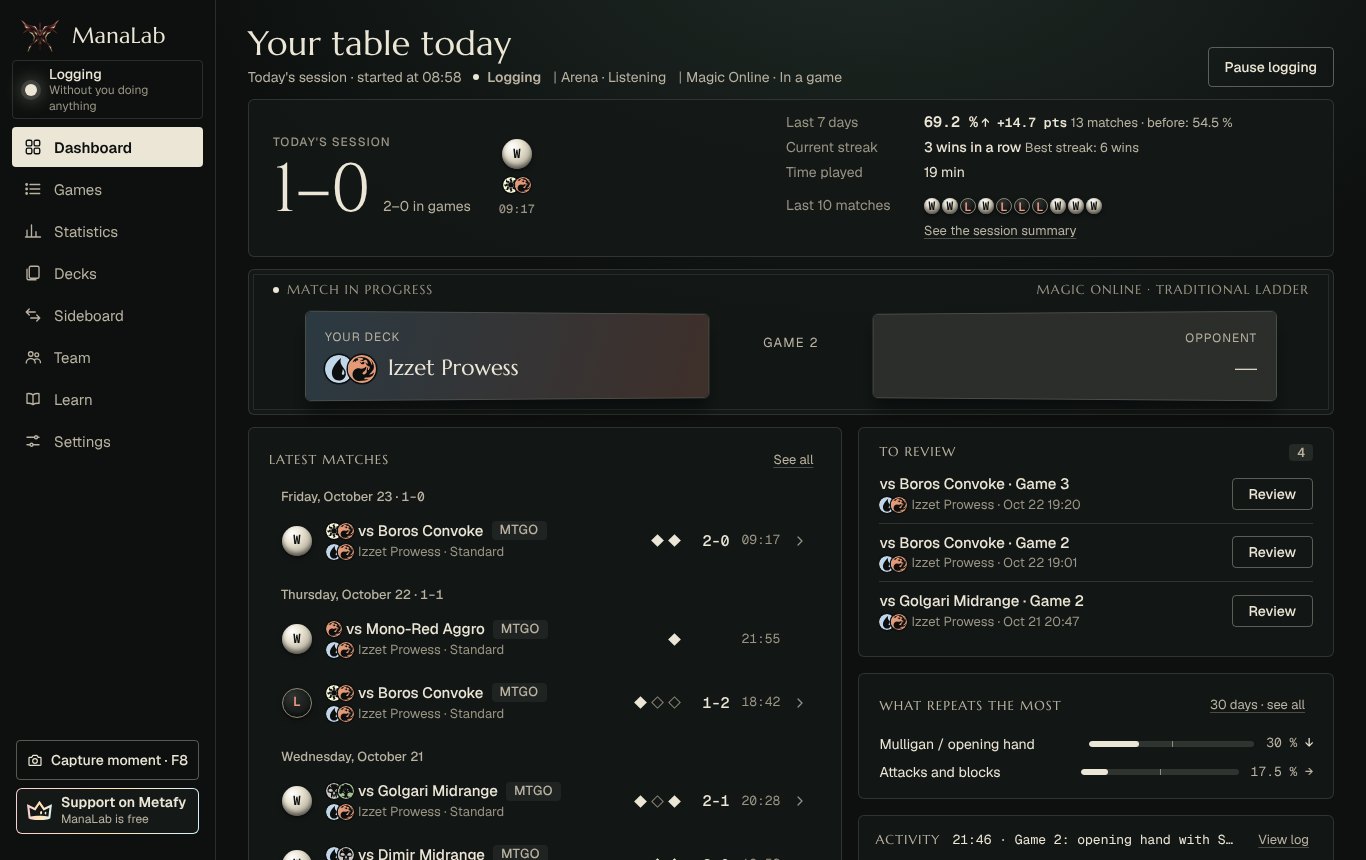 ManaLab
Logging
Without you doing
anything
Dashboard
Games
Statistics
Decks
Sideboard
Team
Learn
Settings
Capture moment · F8
Support on Metafy
ManaLab is free
Your table today
Today's session · started at 08:58 Logging | Arena · Listening | Magic Online · In a game
Pause logging
TODAY'S SESSION
1–0 2–0 in games
W
09:17
Last 7 days 69.2 % ↑ +14.7 pts 13 matches · before: 54.5 %
Current streak 3 wins in a row Best streak: 6 wins
Time played 19 min
Last 10 matches W W L W L L L W W W
See the session summary
MATCH IN PROGRESS MAGIC ONLINE · TRADITIONAL LADDER
YOUR DECK
Izzet Prowess
GAME 2
OPPONENT
—
LATEST MATCHES See all
Friday, October 23 · 1–0
W vs Boros Convoke MTGO 2–0 09:17
Izzet Prowess · Standard
Thursday, October 22 · 1–1
W vs Mono-Red Aggro MTGO 21:55
Izzet Prowess · Standard
L vs Boros Convoke MTGO 1–2 18:42
Izzet Prowess · Standard
Wednesday, October 21
W vs Golgari Midrange MTGO 2–1 20:28
Izzet Prowess · Standard
vs Dimir Midrange MTGO
TO REVIEW 4
vs Boros Convoke · Game 3
Izzet Prowess · Oct 22 19:20
Review
vs Boros Convoke · Game 2
Izzet Prowess · Oct 22 19:01
Review
vs Golgari Midrange · Game 2
Izzet Prowess · Oct 21 20:47
Review
WHAT REPEATS THE MOST 30 days · see all
Mulligan / opening hand 30 % ↓
Attacks and blocks 17.5 % →
ACTIVITY 21:46 · Game 2: opening hand with S… View log